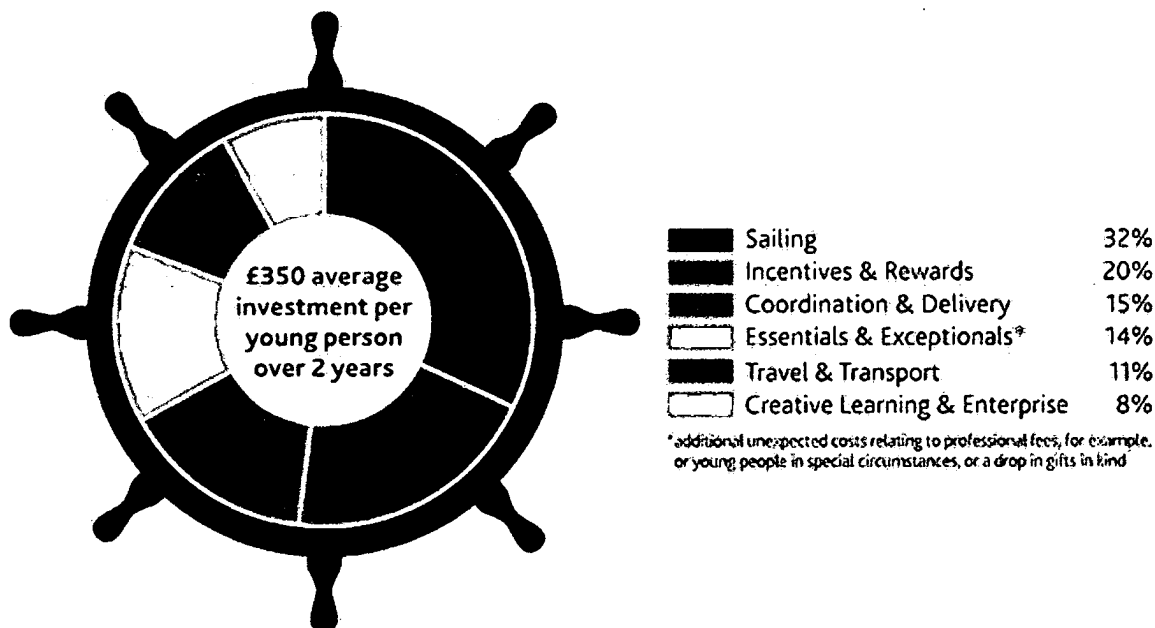 £350 average
investment per
young person
over 2 years
Sailing 32%
Incentives & Rewards 20%
Coordination & Delivery 15%
Essentials & Exceptionals* 14%
Travel & Transport 11%
Creative Learning & Enterprise 8%
*additional unexpected costs relating to professional fees, for example,
or young people in special circumstances, or a drop in gifts in kind